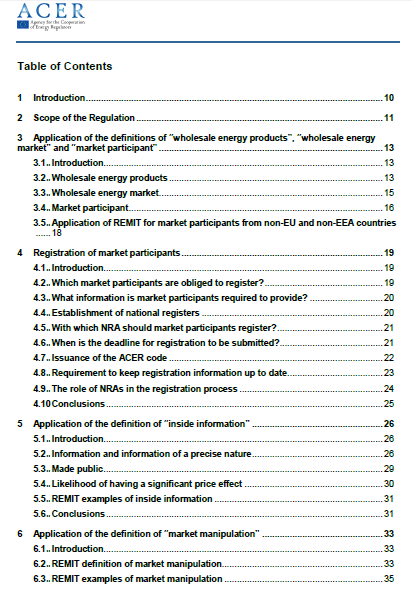 ACER
Agency for the Cooperation
of Energy Regulators
Table of Contents
1 Introduction..........10
2 Scope of the Regulation..........11
3 Application of the definitions of "wholesale energy products", "wholesale energy
market" and "market participant"..........13
3.1.. Introduction..........13
3.2.. Wholesale energy products..........13
3.3.. Wholesale energy market..........15
3.4.. Market participant..........16
3.5.. Application of REMIT for market participants from non-EU and non-EEA countries
...... 18
4 Registration of market participants..........19
4.1.. Introduction..........19
4.2.. Which market participants are obliged to register?..........19
4.3.. What information is market participants required to provide?..........20
4.4.. Establishment of national registers..........20
4.5.. With which NRA should market participants register?..........21
4.6.. When is the deadline for registration to be submitted?..........21
4.7.. Issuance of the ACER code..........22
4.8.. Requirement to keep registration information up to date..........23
4.9.. The role of NRAs in the registration process..........24
4.10 Conclusions..........25
5 Application of the definition of "inside information"..........26
5.1.. Introduction..........26
5.2.. Information and information of a precise nature..........26
5.3.. Made public..........29
5.4.. Likelihood of having a significant price effect..........30
5.5.. REMIT examples of inside information..........31
5.6.. Conclusions..........31
6 Application of the definition of "market manipulation"..........33
6.1.. Introduction..........33
6.2.. REMIT definition of market manipulation..........33
6.3.. REMIT examples of market manipulation..........35